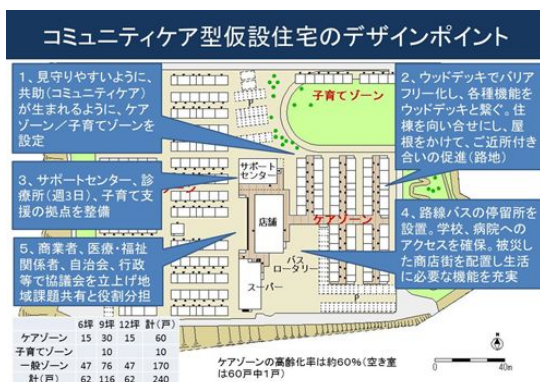 コミュニティケア型仮設住宅のデザインポイント
1、見守りやすいように、
共助(コミュニティケア)
が生まれるように、ケア
ゾーン/子育てゾーンを
設定
2、ウッドデッキでバリア
フリー化し、各種機能を
ウッドデッキと繋ぐ。住
棟を向い合せにし、屋
根をかけて、ご近所付き
合いの促進(路地)
子育てゾーン
3、サポートセンター、診
療所(週3日)、子育て支
援の拠点を整備
サポート
センター
ーン
店舗
ケアゾーン
4、路線バスの停留所を
設置。学校、病院への
アクセスを確保。被災し
た商店街を配置し生活
に必要な機能を充実
5、商業者、医療・福祉
関係者、自治会、行政
等で協議会を立上げ地
域課題共有と役割分担
バス
ロータリー
スーパー
P
6坪 9坪 12坪 計(戸)
ケアゾーン 15 30 15 60
子育てゾーン 10 10
一般ゾーン 47 76 47 170
計(戸) 62 116 62 240
ケアゾーンの高齢化率は約60%(空き室
は60戸中1戸)
0 40m